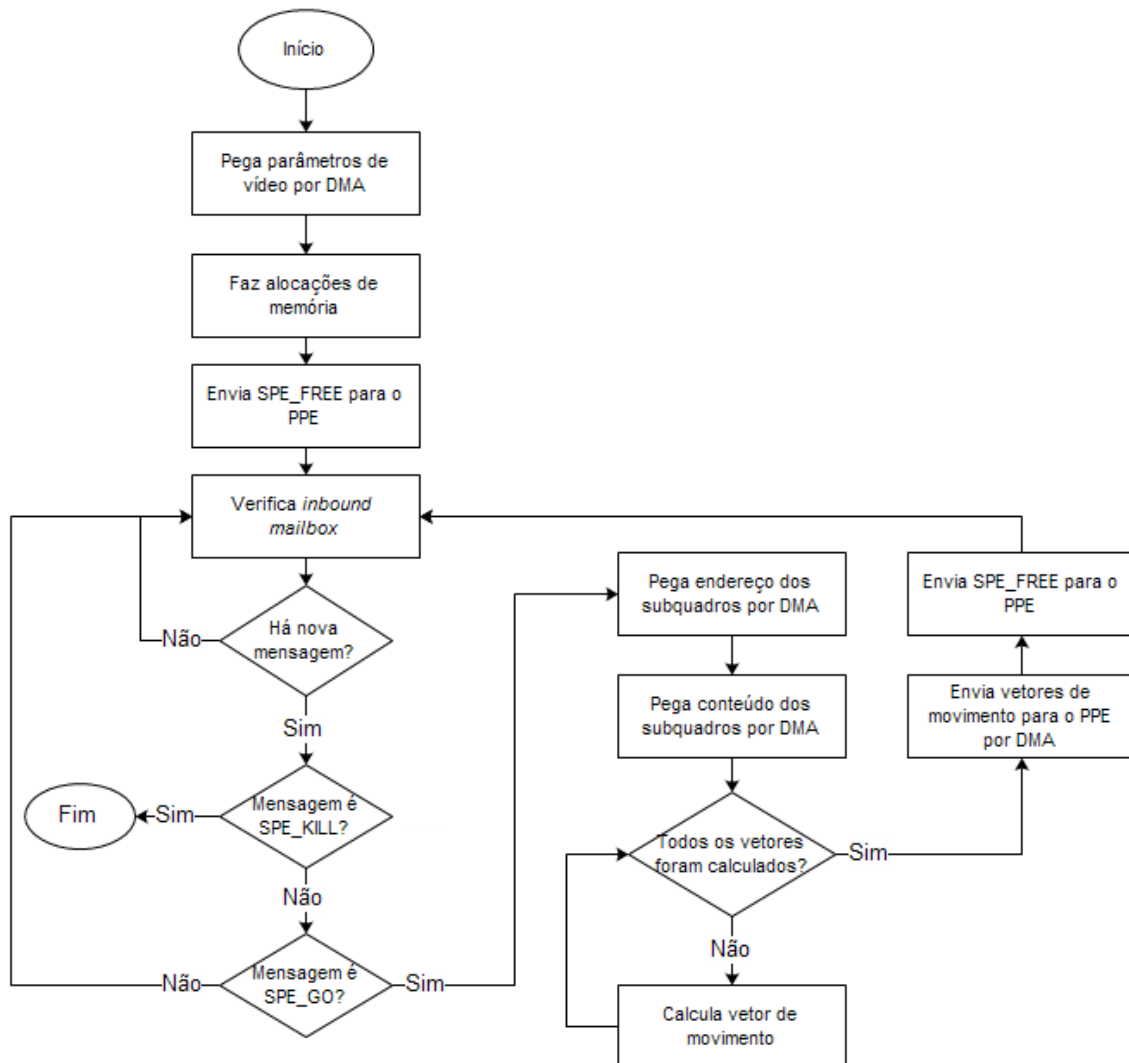 Início
Pega parâmetros de
vídeo por DMA
Faz alocações de
memória
Envia SPE_FREE para o
PPE
Verifica inbound
mailbox
Há nova
mensagem?
Não
Sim
Mensagem é
SPE_KILL?
Sim
Fim
Não
Mensagem é
SPE_GO?
Não
Sim
Pega endereço dos
subquadros por DMA
Pega conteúdo dos
subquadros por DMA
Todos os vetores
foram calculados?
Não
Calcula vetor de
movimento
Sim
Envia vetores de
movimento para o PPE
por DMA
Envia SPE_FREE para o
PPE